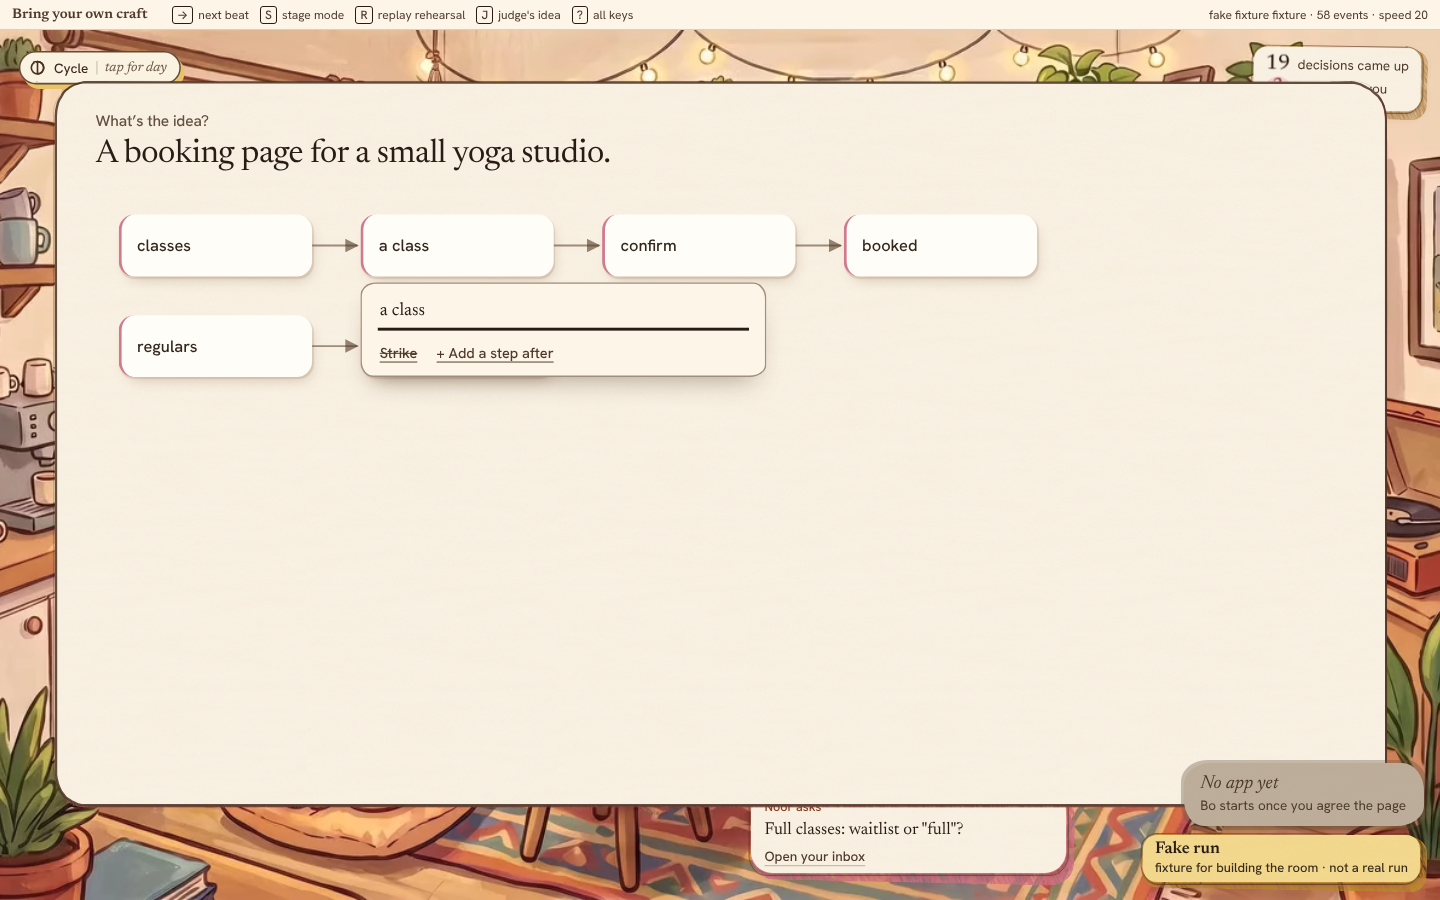 Bring your own craft → next beat S stage mode R replay rehearsal J judge's idea ? all keys fake fixture fixture · 58 events · speed 20
Cycle | tap for day
19 decisions came up
you
What's the idea?
A booking page for a small yoga studio.
classes a class confirm booked
a class
Strike + Add a step after
regulars
No app yet
Bo starts once you agree the page
Noor asks
Full classes: waitlist or "full"?
Open your inbox
Fake run
fixture for building the room · not a real run